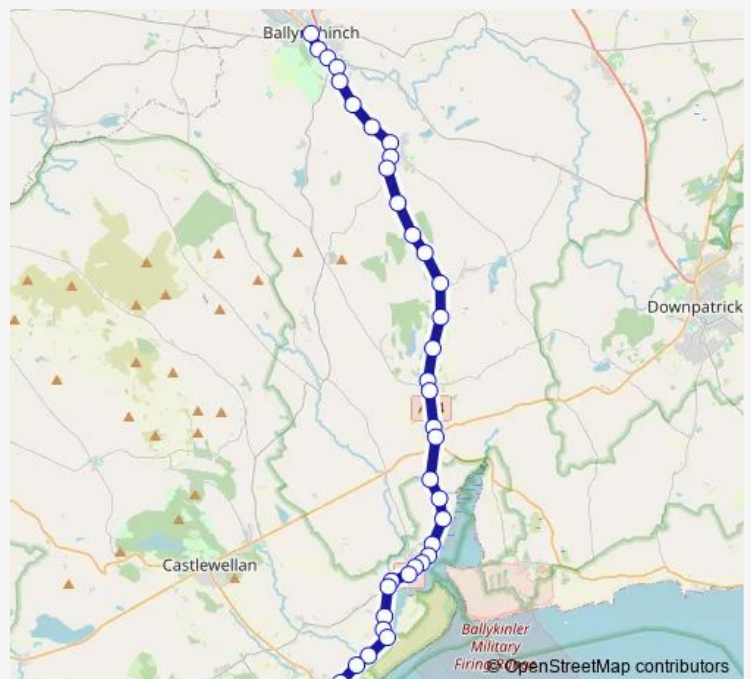 Ballynahinch
Downpatrick
Castlewellan
Ballykinler
Military
© OpenStreetMap contributors